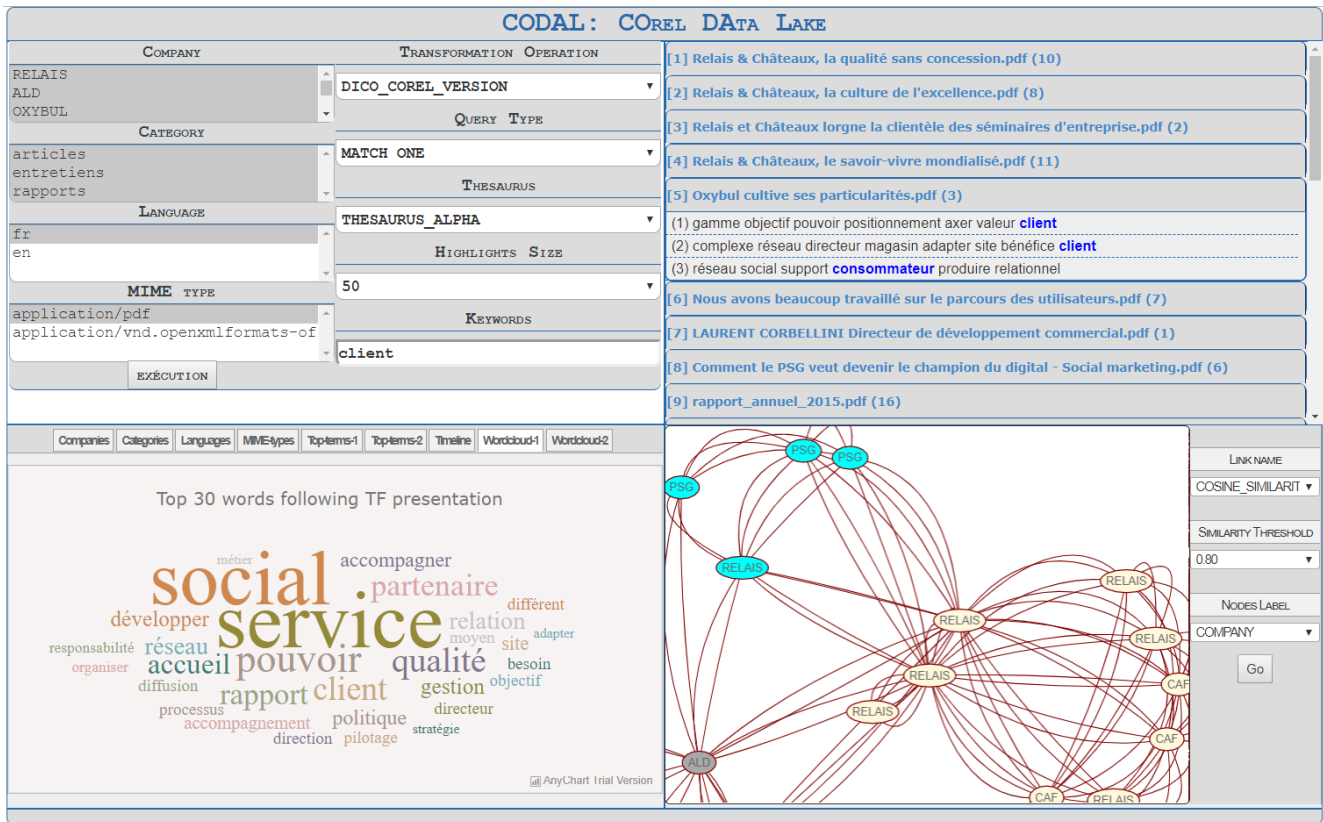 CODAL: COREL DATA LAKE
COMPANY
RELAIS
ALD
OXYBUL
CATEGORY
articles
entretiens
rapports
LANGUAGE
fr
en
MIME TYPE
application/pdf
application/vnd.openxmlformats-of
EXÉCUTION
TRANSFORMATION OPERATION
DICO_COREL_VERSION
QUERY TYPE
MATCH ONE
THESAURUS
THESAURUS_ALPHA
HIGHLIGHTS SIZE
50
KEYWORDS
client
[1] Relais & Châteaux, la qualité sans concession.pdf (10)
[2] Relais & Châteaux, la culture de l'excellence.pdf (8)
[3] Relais et Châteaux lorgne la clientèle des séminaires d'entreprise.pdf (2)
[4] Relais & Châteaux, le savoir-vivre mondialisé.pdf (11)
[5] Oxybul cultive ses particularités.pdf (3)
(1) gamme objectif pouvoir positionnement axer valeur client
(2) complexe réseau directeur magasin adapter site bénéfice client
(3) réseau social support consommateur produire relationnel
[6] Nous avons beaucoup travaillé sur le parcours des utilisateurs.pdf (7)
[7] LAURENT CORBELLINI Directeur de développement commercial.pdf (1)
[8] Comment le PSG veut devenir le champion du digital - Social marketing.pdf (6)
[9] rapport_annuel_2015.pdf (16)
Companies Categories Languages MIME-types Top-terms-1 Top-terms-2 Timeline Wordcloud-1 Wordcloud-2
Top 30 words following TF presentation
métier accompagner
social partenaire
différent
développer service relation
moyen site adapter
responsabilité réseau
organiser accueil pouvoir qualité besoin
diffusion rapport client gestion objectif
processus directeur
accompagnement politique stratégie
direction pilotage
AnyChart Trial Version
PSG
PSG
PSG
RELAIS
RELAIS
RELAIS
RELAIS
RELAIS
CAF
RELAIS
CAF
ALD
CAF
RELAIS
LINK NAME
COSINE_SIMILARIT
SIMILARITY THRESHOLD
0.80
NODES LABEL
COMPANY
Go